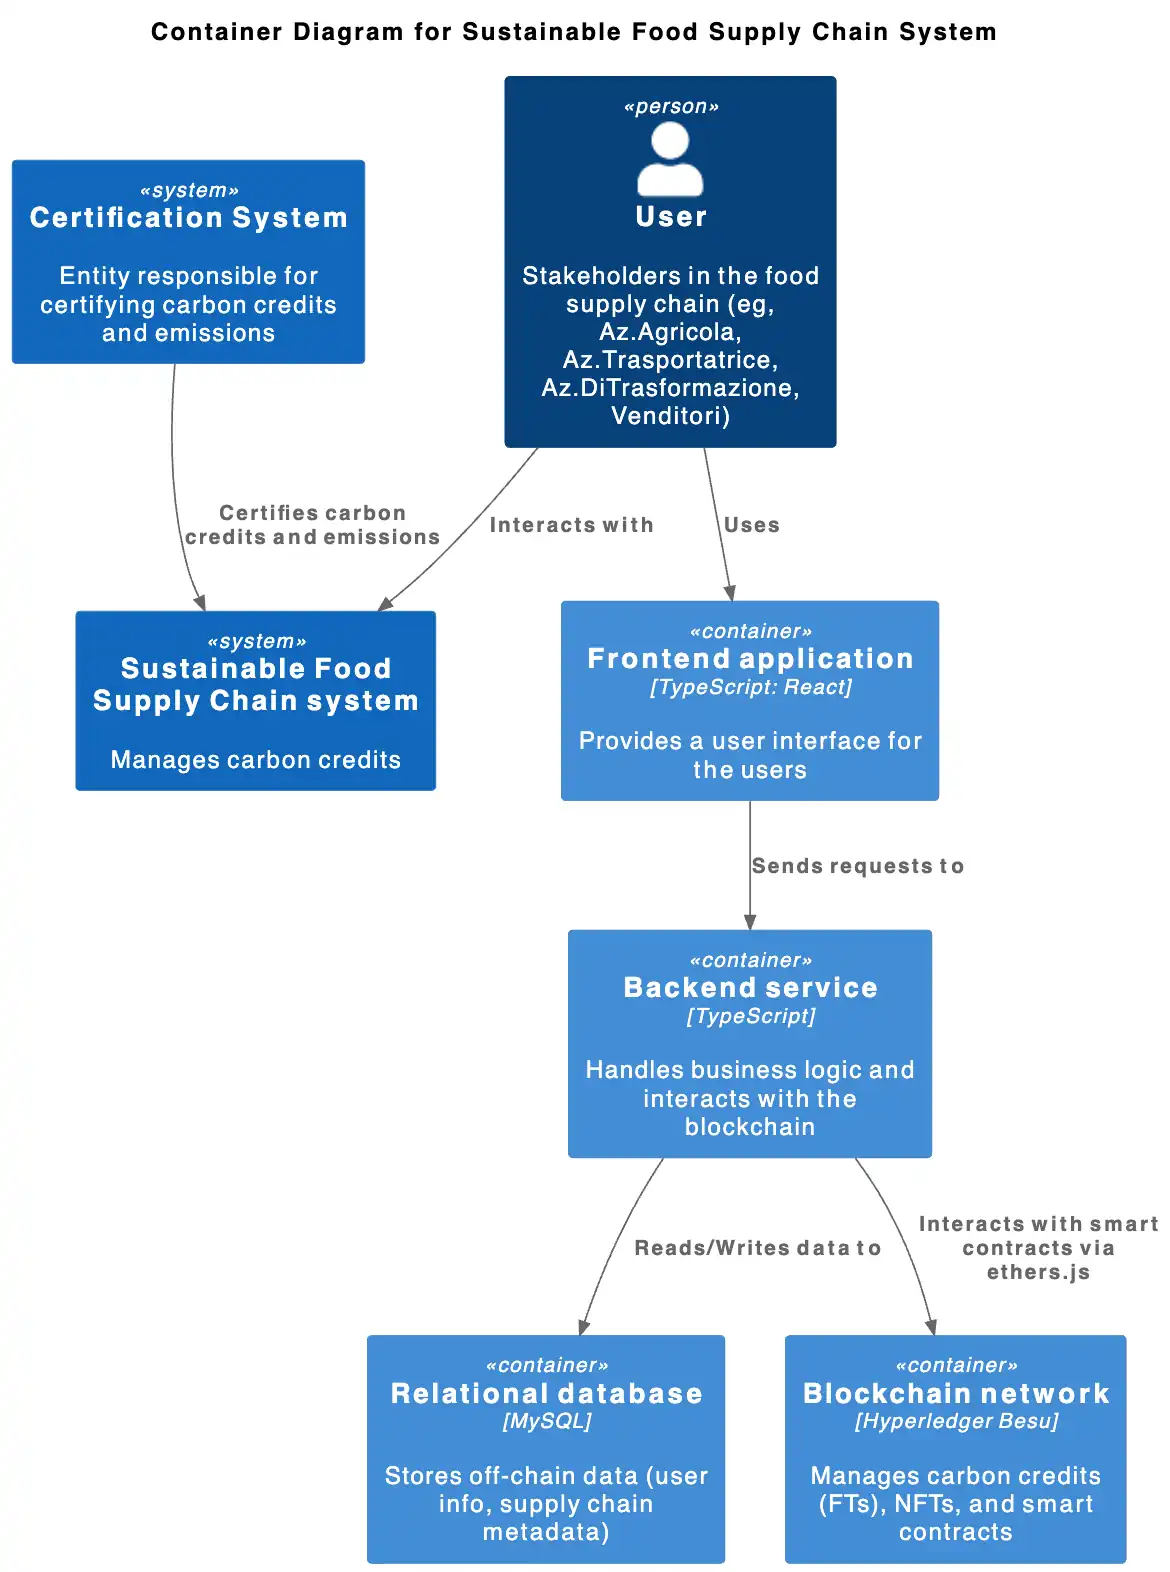 Container Diagram for Sustainable Food Supply Chain System
«person»
User
Stakeholders in the food
supply chain (eg,
Az.Agricola,
Az.Trasportatrice,
Az.DiTrasformazione,
Venditori)
«system»
Certification System
Entity responsible for
certifying carbon credits
and emissions
Certifies carbon
credits and emissions
Interacts with
Uses
«system»
Sustainable Food
Supply Chain system
Manages carbon credits
«container»
Frontend application
[TypeScript: React]
Provides a user interface for
the users
Sends requests to
«container»
Backend service
[TypeScript]
Handles business logic and
interacts with the
blockchain
Reads/Writes data to
Interacts with smart
contracts via
ethers.js
«container»
Relational database
[MySQL]
Stores off-chain data (user
info, supply chain
metadata)
«container»
Blockchain network
[Hyperledger Besu]
Manages carbon credits
(FTs), NFTs, and smart
contracts